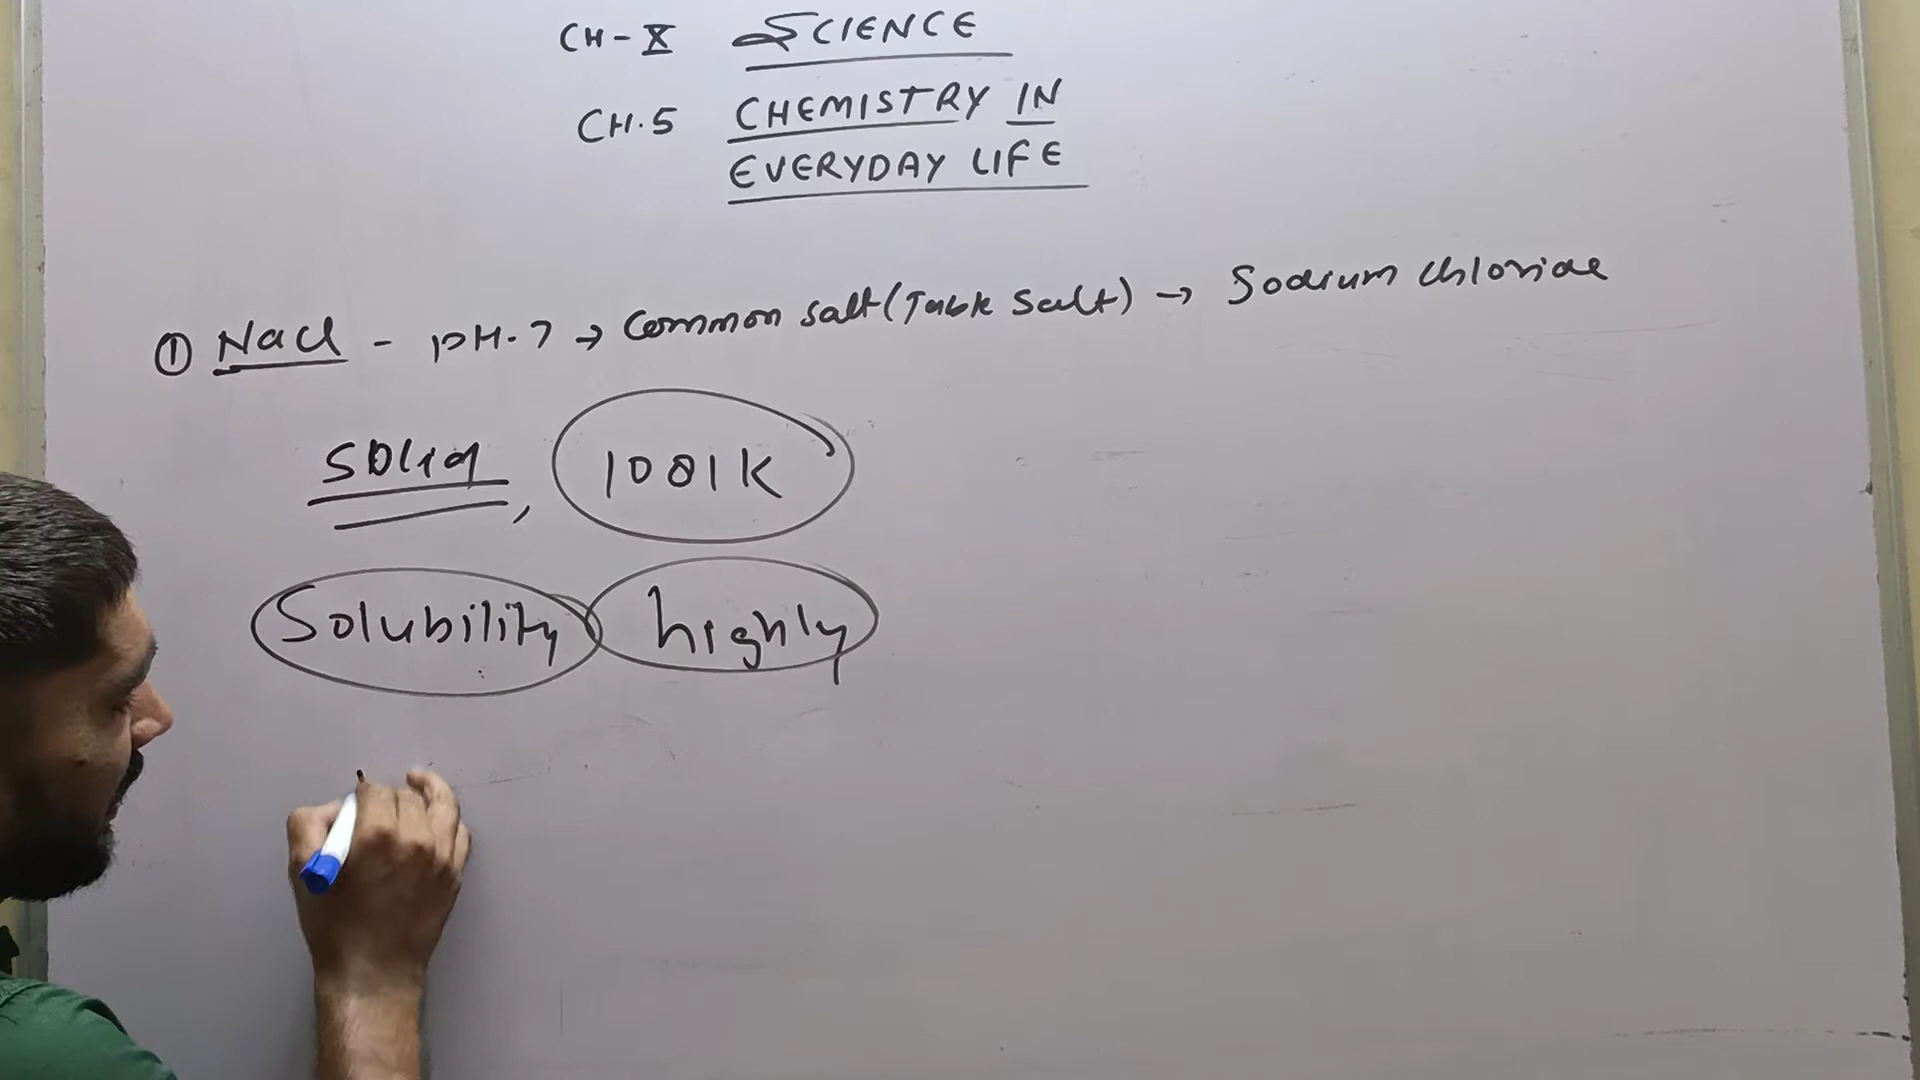 CH-X SCIENCE
CH.5 CHEMISTRY IN
EVERYDAY LIFE
① NaCl - pH.7 → Common salt (Table Salt) → Sodium chloride
Solid, 1081K
Solubility highly